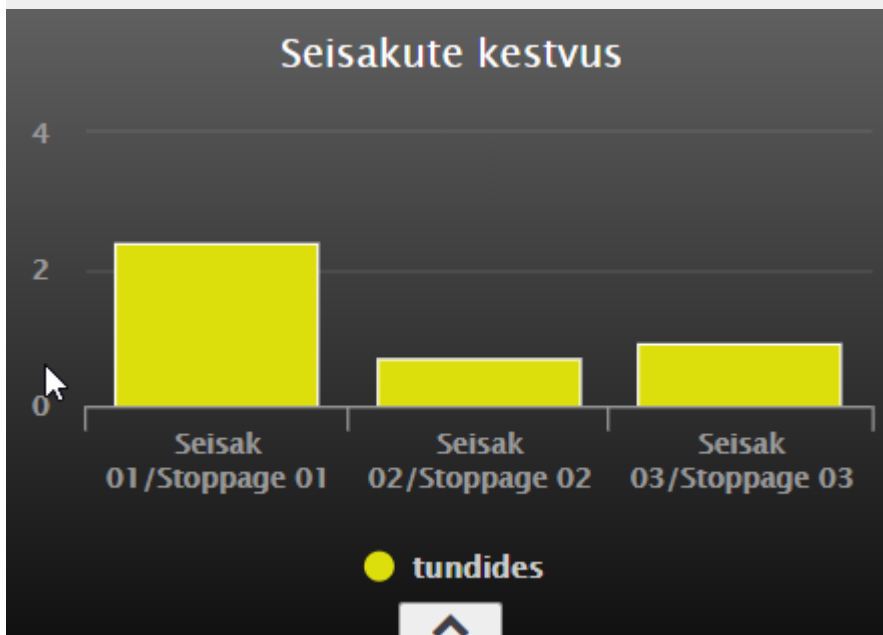 Seisakute kestvus
4
2
0
Seisak
01/Stoppage 01
Seisak
02/Stoppage 02
Seisak
03/Stoppage 03
tundides